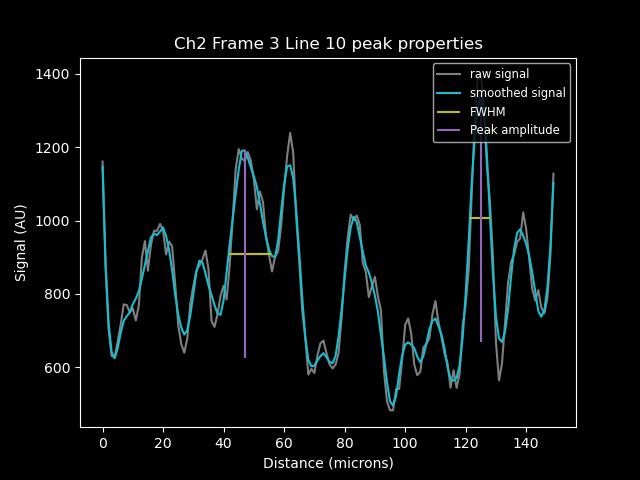 Ch2 Frame 3 Line 10 peak properties
raw signal
smoothed signal
FWHM
Peak amplitude
Signal (AU)
1400
1200
1000
800
600
0 20 40 60 80 100 120 140
Distance (microns)